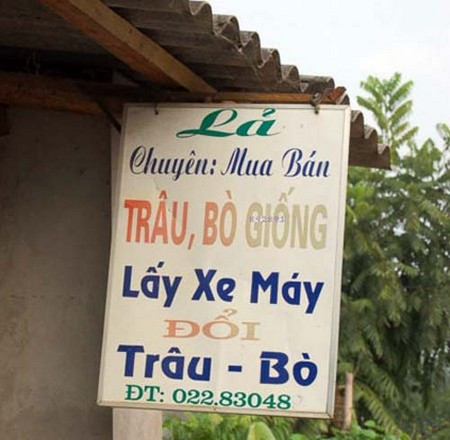 Lả
Chuyên: Mua Bán
TRÂU, BÒ GIỐNG
Lấy Xe Máy
ĐỔI
Trâu - Bò
ĐT: 022.83048